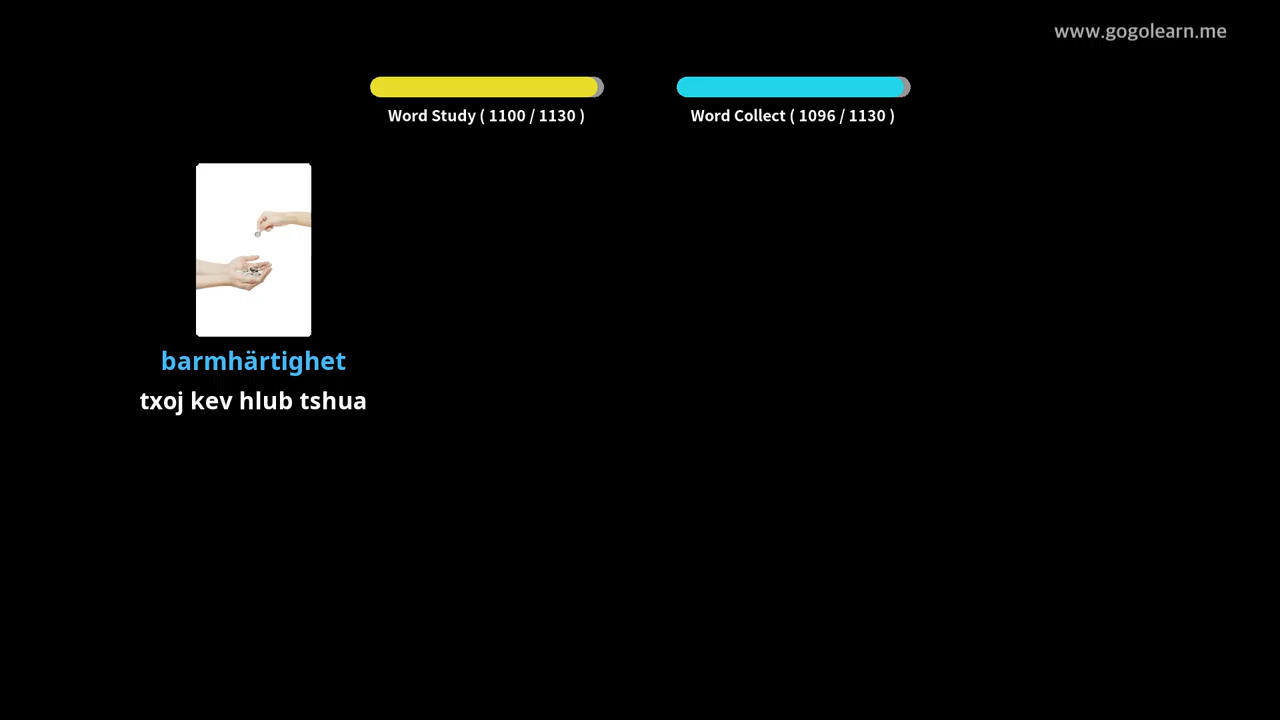 www.gogolearn.me
Word Study ( 1100 / 1130 )
Word Collect ( 1096 / 1130 )
barmhärtighet
txoj kev hlub tshua